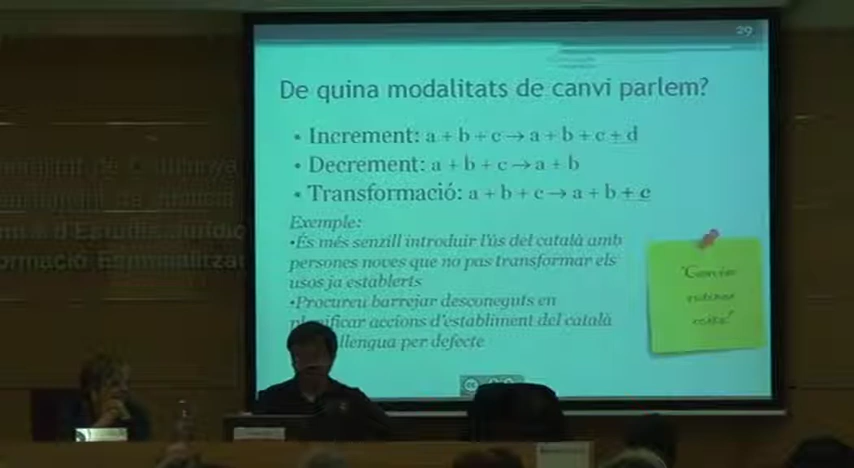 29
De quina modalitats de canvi parlem?
• Increment: a + b + c → a + b + c + d
• Decrement: a + b + c → a + b
• Transformació: a + b + c → a + b + c
Exemple:
•És més senzill introduir l'ús del català amb
persones noves que no pas transformar els
usos ja establerts
•Procureu barrejar desconeguts en
planificar accions d'establiment del català
llengua per defecte
"Canviar
rutines
costa!"
cc